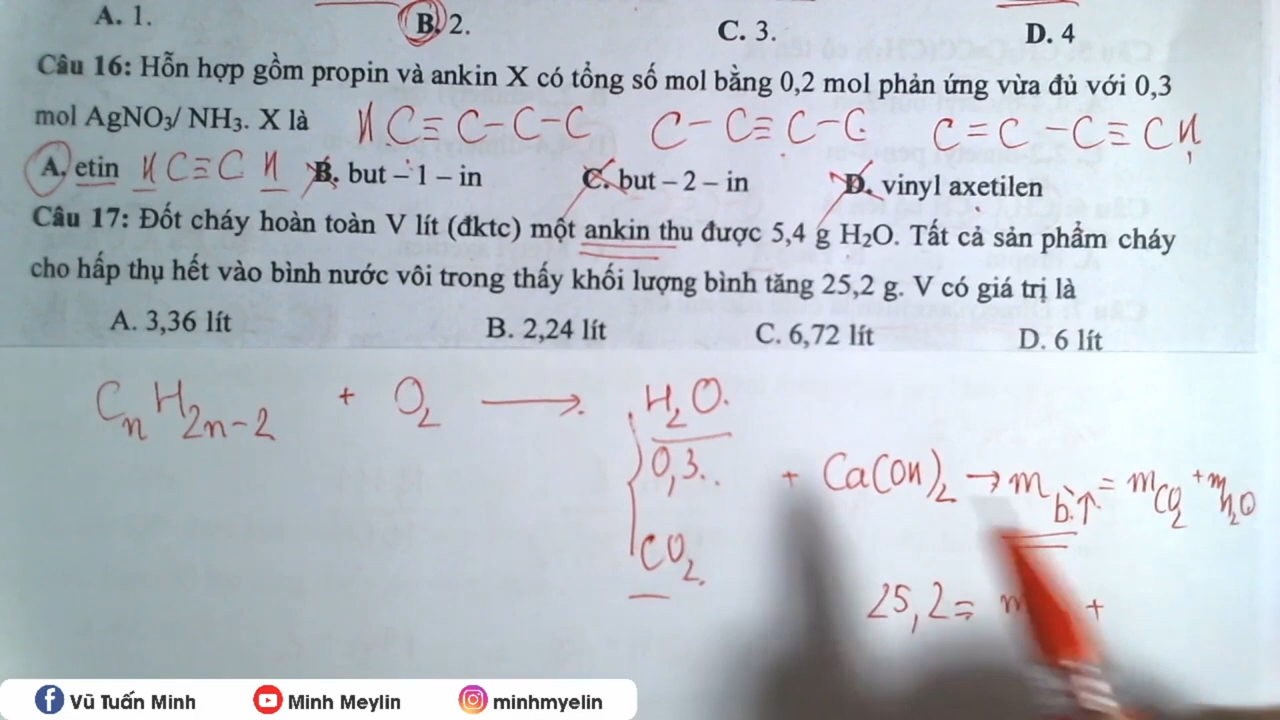 A. 1. B. 2. C. 3. D. 4
Câu 16: Hỗn hợp gồm propin và ankin X có tổng số mol bằng 0,2 mol phản ứng vừa đủ với 0,3
mol AgNO₃/ NH₃. X là HC≡C-C-C C-C≡C-C C=C-C≡CH
A. etin HC≡CH B. but – 1 – in C. but – 2 – in D. vinyl axetilen
Câu 17: Đốt cháy hoàn toàn V lít (đktc) một ankin thu được 5,4 g H₂O. Tất cả sản phẩm cháy
cho hấp thụ hết vào bình nước vôi trong thấy khối lượng bình tăng 25,2 g. V có giá trị là
A. 3,36 lít B. 2,24 lít C. 6,72 lít D. 6 lít
CₙH₂ₙ₋₂ + O₂ → H₂O
0,3 + Ca(OH)₂ → m b.↑ = mCO₂ + mH₂O
CO₂
25,2 = m +
Vũ Tuấn Minh Minh Meylin minhmyelin